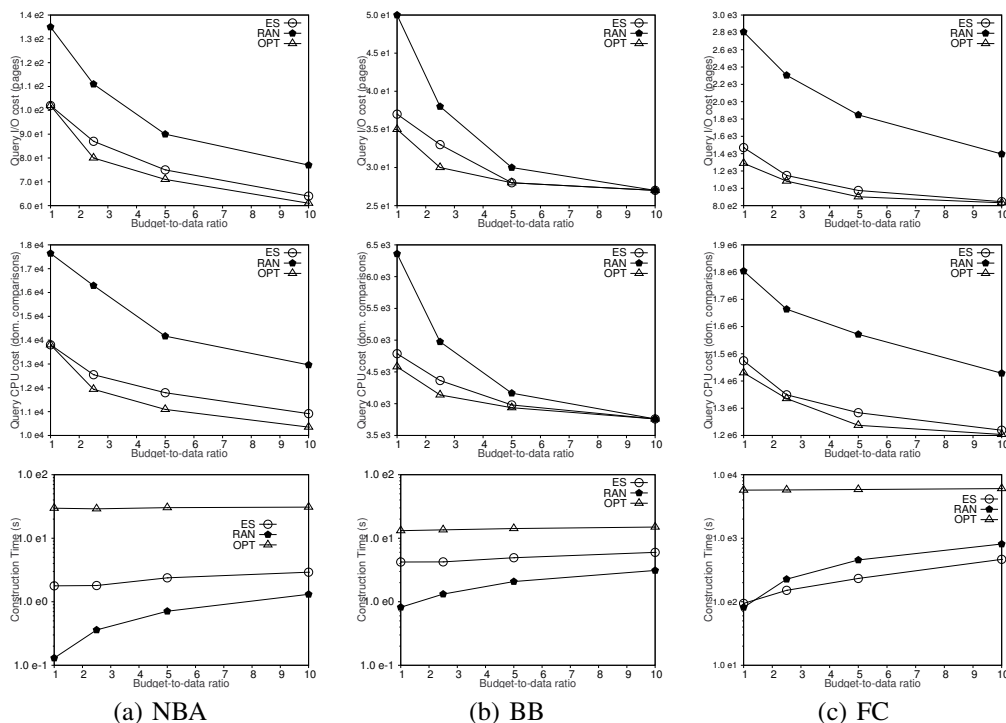 1.4 e2
1.3 e2
1.2 e2
1.1 e2
1.0 e2
9.0 e1
8.0 e1
7.0 e1
6.0 e1
Query I/O cost (pages)
ES
RAN
OPT
1 2 3 4 5 6 7 8 9 10
Budget-to-data ratio
5.0 e1
4.5 e1
4.0 e1
3.5 e1
3.0 e1
2.5 e1
Query I/O cost (pages)
ES
RAN
OPT
1 2 3 4 5 6 7 8 9 10
Budget-to-data ratio
3.0 e3
2.8 e3
2.6 e3
2.3 e3
2.1 e3
1.9 e3
1.7 e3
1.4 e3
1.2 e3
1.0 e3
8.0 e2
Query I/O cost (pages)
ES
RAN
OPT
1 2 3 4 5 6 7 8 9 10
Budget-to-data ratio
1.8 e4
1.7 e4
1.6 e4
1.5 e4
1.4 e4
1.3 e4
1.2 e4
1.1 e4
1.0 e4
Query CPU cost (dom. comparisons)
ES
RAN
OPT
1 2 3 4 5 6 7 8 9 10
Budget-to-data ratio
6.5 e3
6.0 e3
5.5 e3
5.0 e3
4.5 e3
4.0 e3
3.5 e3
Query CPU cost (dom. comparisons)
ES
RAN
OPT
1 2 3 4 5 6 7 8 9 10
Budget-to-data ratio
1.9 e6
1.8 e6
1.7 e6
1.6 e6
1.5 e6
1.4 e6
1.3 e6
1.2 e6
Query CPU cost (dom. comparisons)
ES
RAN
OPT
1 2 3 4 5 6 7 8 9 10
Budget-to-data ratio
1.0 e2
1.0 e1
1.0 e0
1.0 e-1
Construction Time (s)
ES
RAN
OPT
1 2 3 4 5 6 7 8 9 10
Budget-to-data ratio
1.0 e2
1.0 e1
1.0 e0
1.0 e-1
Construction Time (s)
ES
RAN
OPT
1 2 3 4 5 6 7 8 9 10
Budget-to-data ratio
1.0 e4
1.0 e3
1.0 e2
1.0 e1
Construction Time (s)
ES
RAN
OPT
1 2 3 4 5 6 7 8 9 10
Budget-to-data ratio
(a) NBA
(b) BB
(c) FC